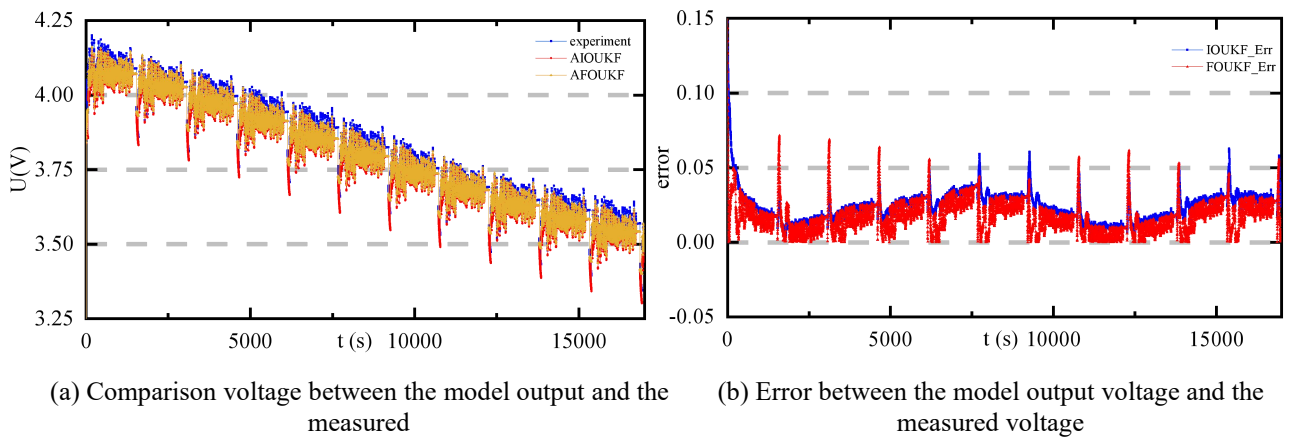 4.25
4.00
3.75
3.50
3.25
U(V)
0
5000
t (s)
10000
15000
experiment
AIOUKF
AFOUKF
0.15
0.10
0.05
0.00
-0.05
error
0
5000
t (s)
10000
15000
IOUKF_Err
FOUKF_Err
(a) Comparison voltage between the model output and the
measured
(b) Error between the model output voltage and the
measured voltage